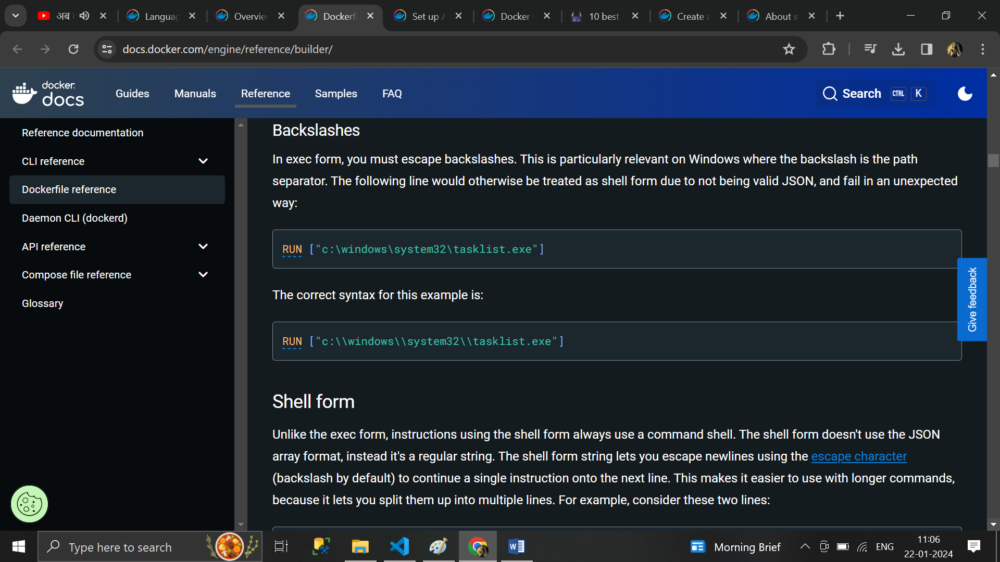 अब
Languag
Overview
Dockerfi
Set up A
Docker
10 best
Create a
About s
docs.docker.com/engine/reference/builder/
docker
docs
Guides
Manuals
Reference
Samples
FAQ
Search
CTRL
K
Reference documentation
CLI reference
Dockerfile reference
Daemon CLI (dockerd)
API reference
Compose file reference
Glossary
Backslashes
In exec form, you must escape backslashes. This is particularly relevant on Windows where the backslash is the path
separator. The following line would otherwise be treated as shell form due to not being valid JSON, and fail in an unexpected
way:
RUN ["c:\windows\system32\tasklist.exe"]
The correct syntax for this example is:
RUN ["c:\\windows\\system32\\tasklist.exe"]
Shell form
Unlike the exec form, instructions using the shell form always use a command shell. The shell form doesn't use the JSON
array format, instead it's a regular string. The shell form string lets you escape newlines using the escape character
(backslash by default) to continue a single instruction onto the next line. This makes it easier to use with longer commands,
because it lets you split them up into multiple lines. For example, consider these two lines:
Give feedback
Type here to search
Morning Brief
ENG
11:06
22-01-2024